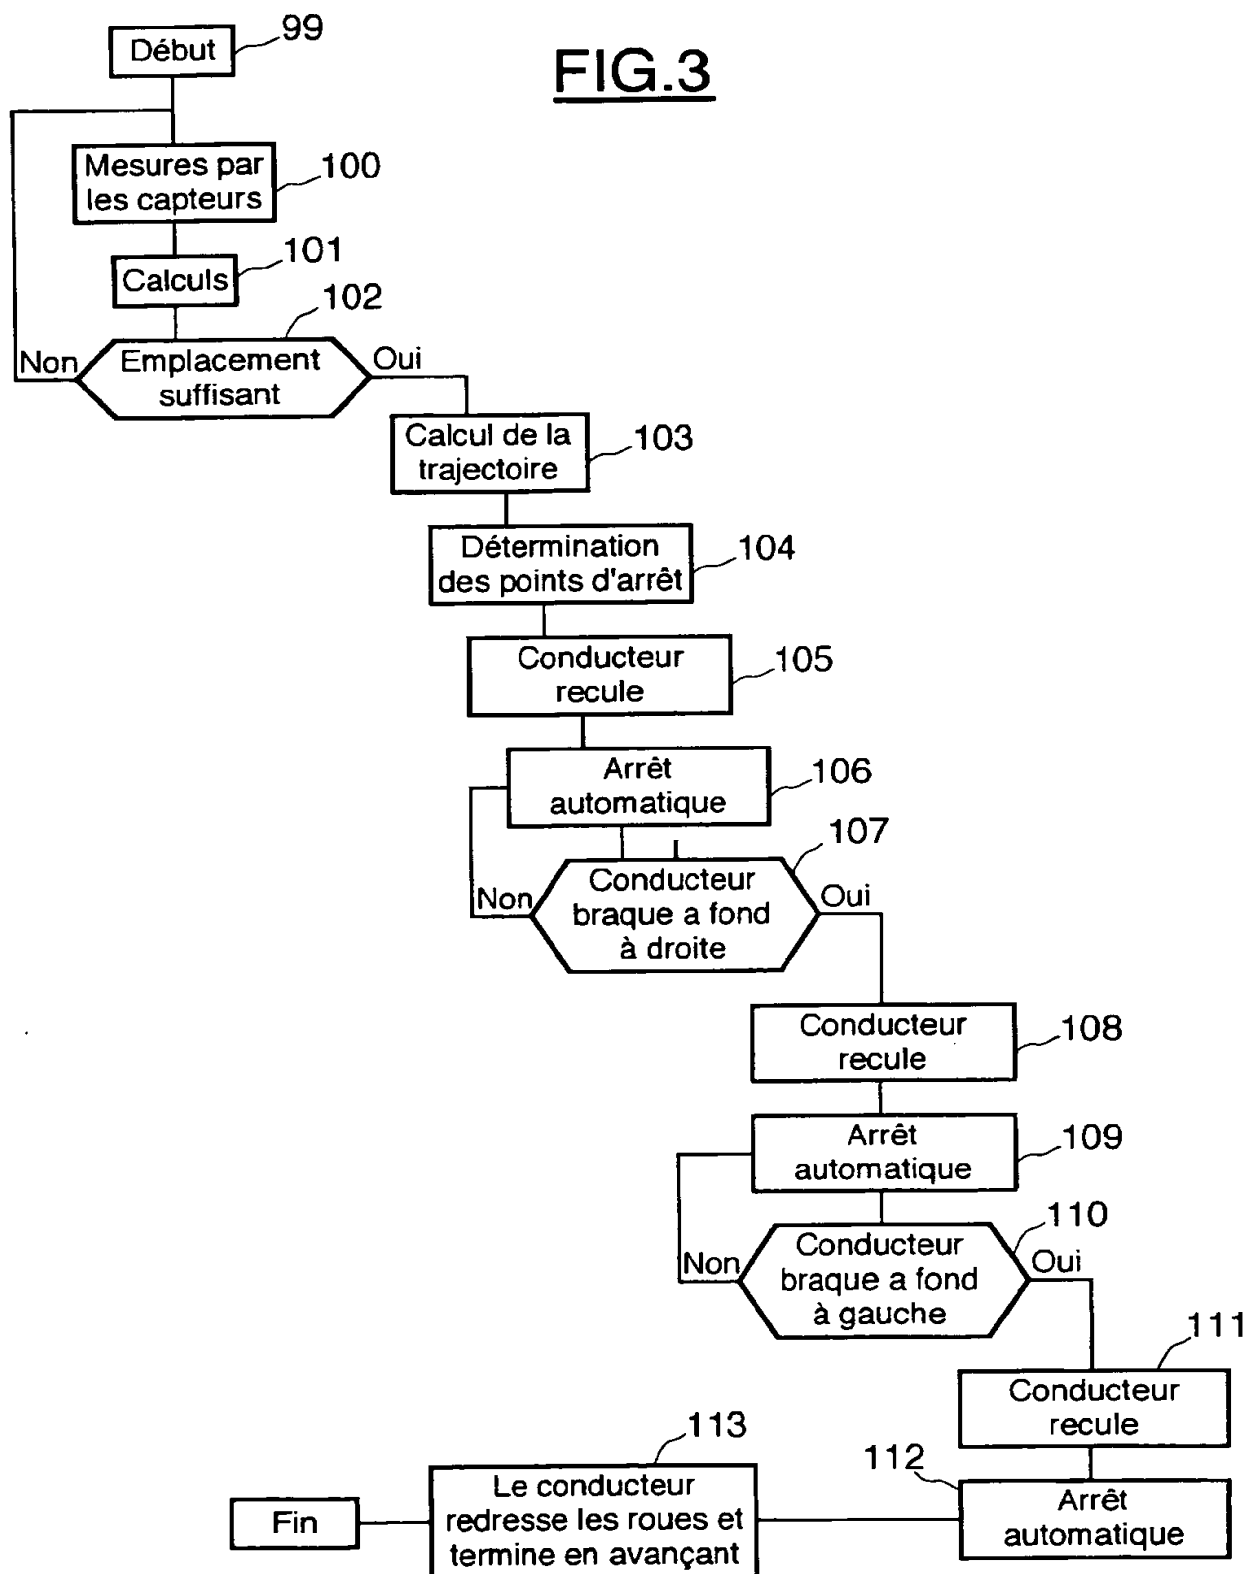 FIG.3
Début
99
Mesures par
les capteurs
100
Calculs
101
Emplacement
suffisant
102
Non
Oui
Calcul de la
trajectoire
103
Détermination
des points d'arrêt
104
Conducteur
recule
105
Arrêt
automatique
106
Conducteur
braque a fond
à droite
107
Non
Oui
Conducteur
recule
108
Arrêt
automatique
109
Conducteur
braque a fond
à gauche
110
Non
Oui
Conducteur
recule
111
Arrêt
automatique
112
Le conducteur
redresse les roues et
termine en avançant
113
Fin